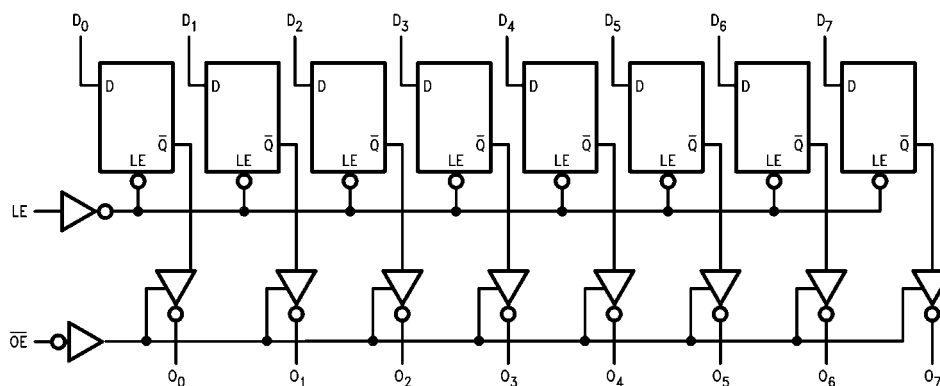 D₀ D₁ D₂ D₃ D₄ D₅ D₆ D₇
D D D D D D D D
Q̅ Q̅ Q̅ Q̅ Q̅ Q̅ Q̅ Q̅
LE LE LE LE LE LE LE LE
LE
O̅E̅
O₀ O₁ O₂ O₃ O₄ O₅ O₆ O₇